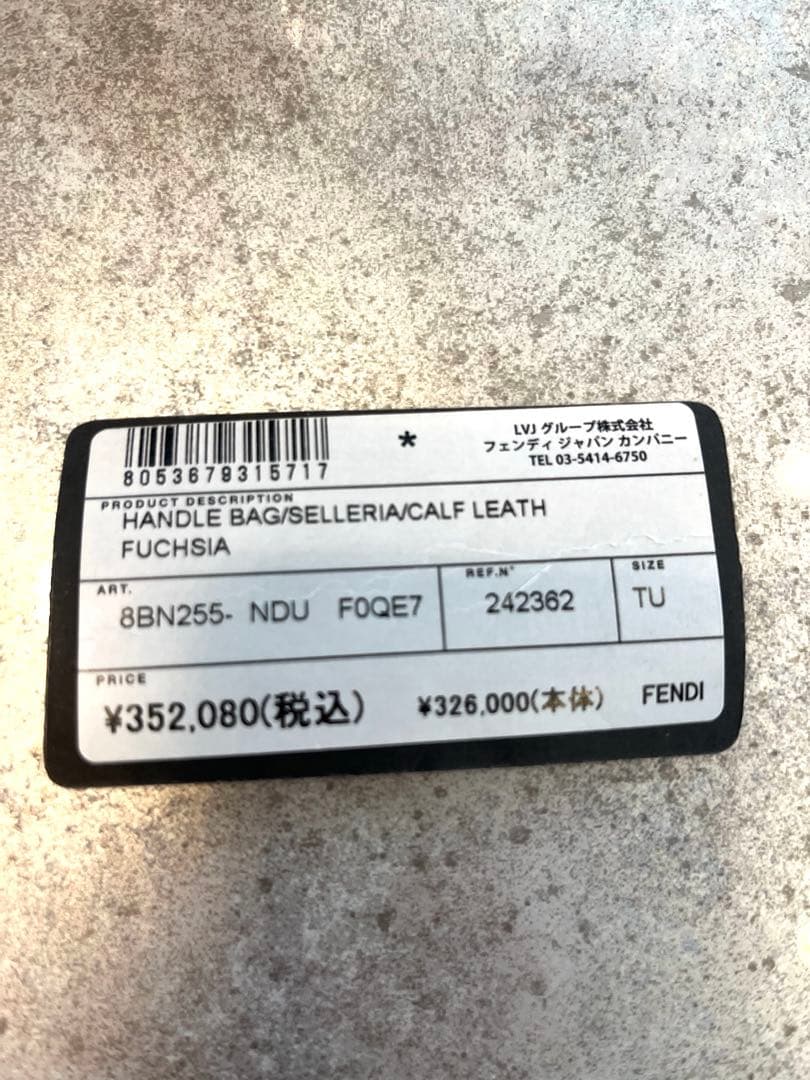 8053679315717
*
LVJ グループ株式会社
フェンディ ジャパン カンパニー
TEL 03-5414-6750
PRODUCT DESCRIPTION
HANDLE BAG/SELLERIA/CALF LEATH
FUCHSIA
ART.
8BN255- NDU F0QE7
REF.N°
242362
SIZE
TU
PRICE
¥352,080(税込)
¥326,000(本体)
FENDI